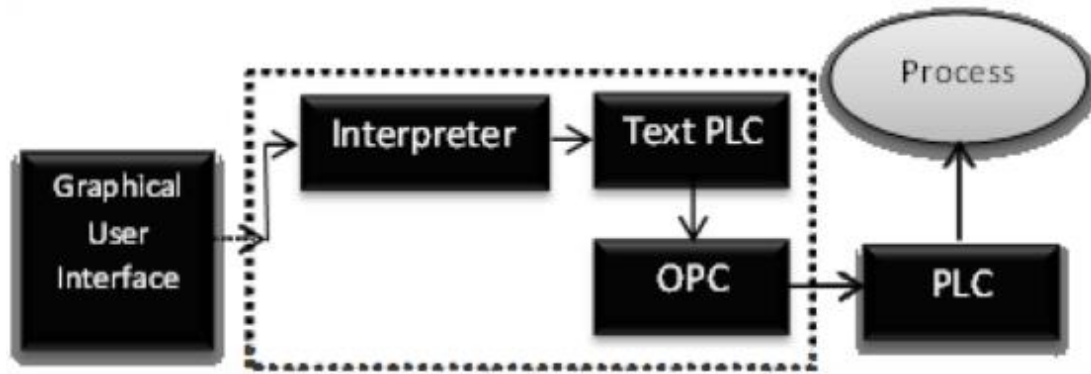 Graphical
User
Interface
Interpreter
Text PLC
OPC
PLC
Process